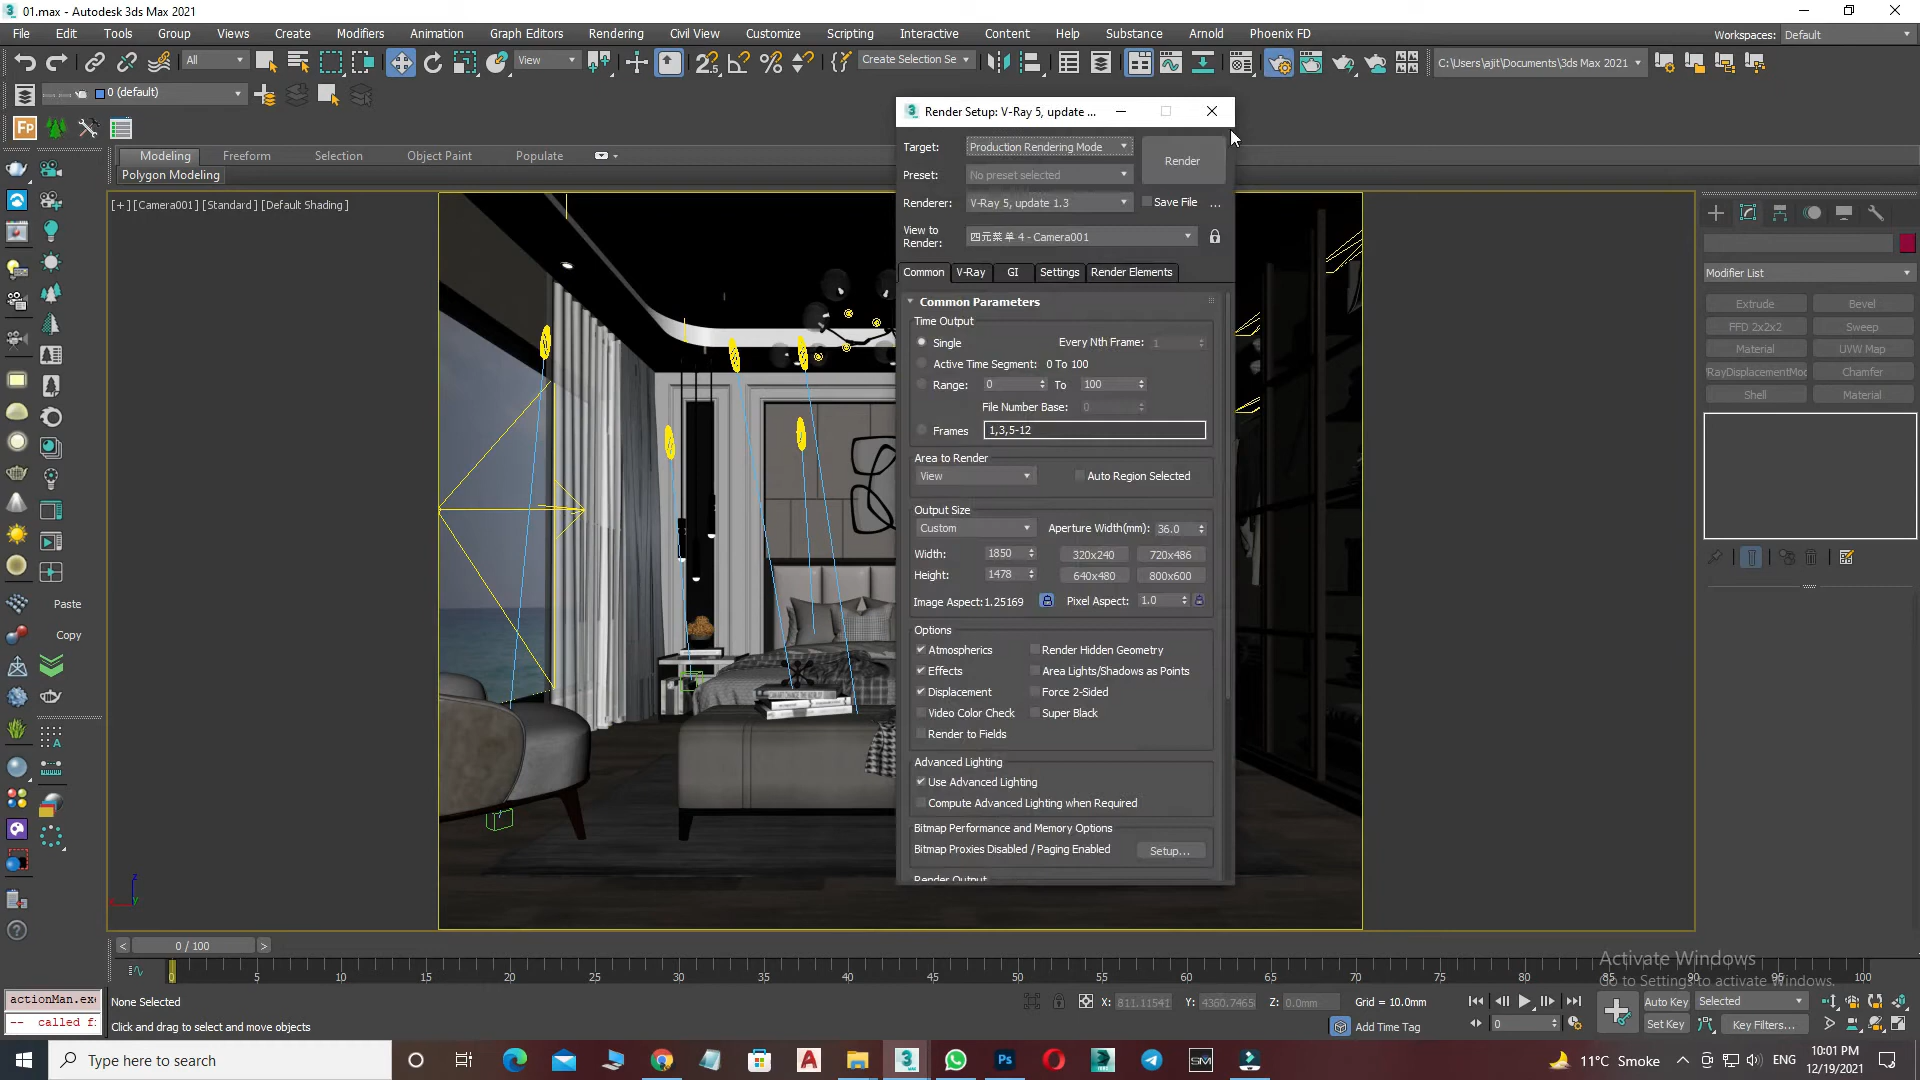 01.max - Autodesk 3ds Max 2021
File Edit Tools Group Views Create Modifiers Animation Graph Editors Rendering Civil View Customize Scripting Interactive Content Help Substance Arnold Phoenix FD Workspaces: Default
All View Create Selection Se C:\Users\ajit\Documents\3ds Max 2021
0 (default)
Fp
Modeling Freeform Selection Object Paint Populate
Polygon Modeling
[+] [Camera001] [Standard] [Default Shading]
Render Setup: V-Ray 5, update ...
Target: Production Rendering Mode
Render
Preset: No preset selected
Renderer: V-Ray 5, update 1.3 Save File ...
View to Render: 四元菜单 4 - Camera001
Common V-Ray GI Settings Render Elements
Common Parameters
Time Output
Single Every Nth Frame: 1
Active Time Segment: 0 To 100
Range: 0 To 100
File Number Base: 0
Frames 1,3,5-12
Area to Render
View Auto Region Selected
Output Size
Custom Aperture Width(mm): 36.0
Width: 1850 320x240 720x486
Height: 1478 640x480 800x600
Image Aspect: 1.25169 Pixel Aspect: 1.0
Options
Atmospherics Render Hidden Geometry
Effects Area Lights/Shadows as Points
Displacement Force 2-Sided
Video Color Check Super Black
Render to Fields
Advanced Lighting
Use Advanced Lighting
Compute Advanced Lighting when Required
Bitmap Performance and Memory Options
Bitmap Proxies Disabled / Paging Enabled Setup...
Render Output
Modifier List
Extrude Bevel
FFD 2x2x2 Sweep
Material UVW Map
RayDisplacementMod Chamfer
Shell Material
Paste
Copy
z
y
0 / 100
0 5 10 15 20 25 30 35 40 45 50 55 60 65 70 75 80 85 90 95 100
Activate Windows
Go to Settings to activate Windows.
actionMan.exe
-- called f:
None Selected
Click and drag to select and move objects
X: 811.11541 Y: 4360.7465 Z: 0.0mm Grid = 10.0mm
Add Time Tag
0
Auto Key Selected
Set Key Key Filters...
Type here to search
11°C Smoke ENG
10:01 PM
12/19/2021